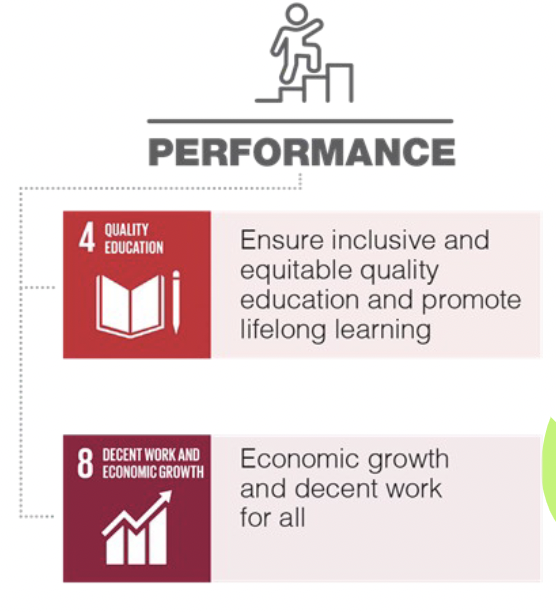 PERFORMANCE
4 QUALITY
EDUCATION
Ensure inclusive and
equitable quality
education and promote
lifelong learning
8 DECENT WORK AND
ECONOMIC GROWTH
Economic growth
and decent work
for all